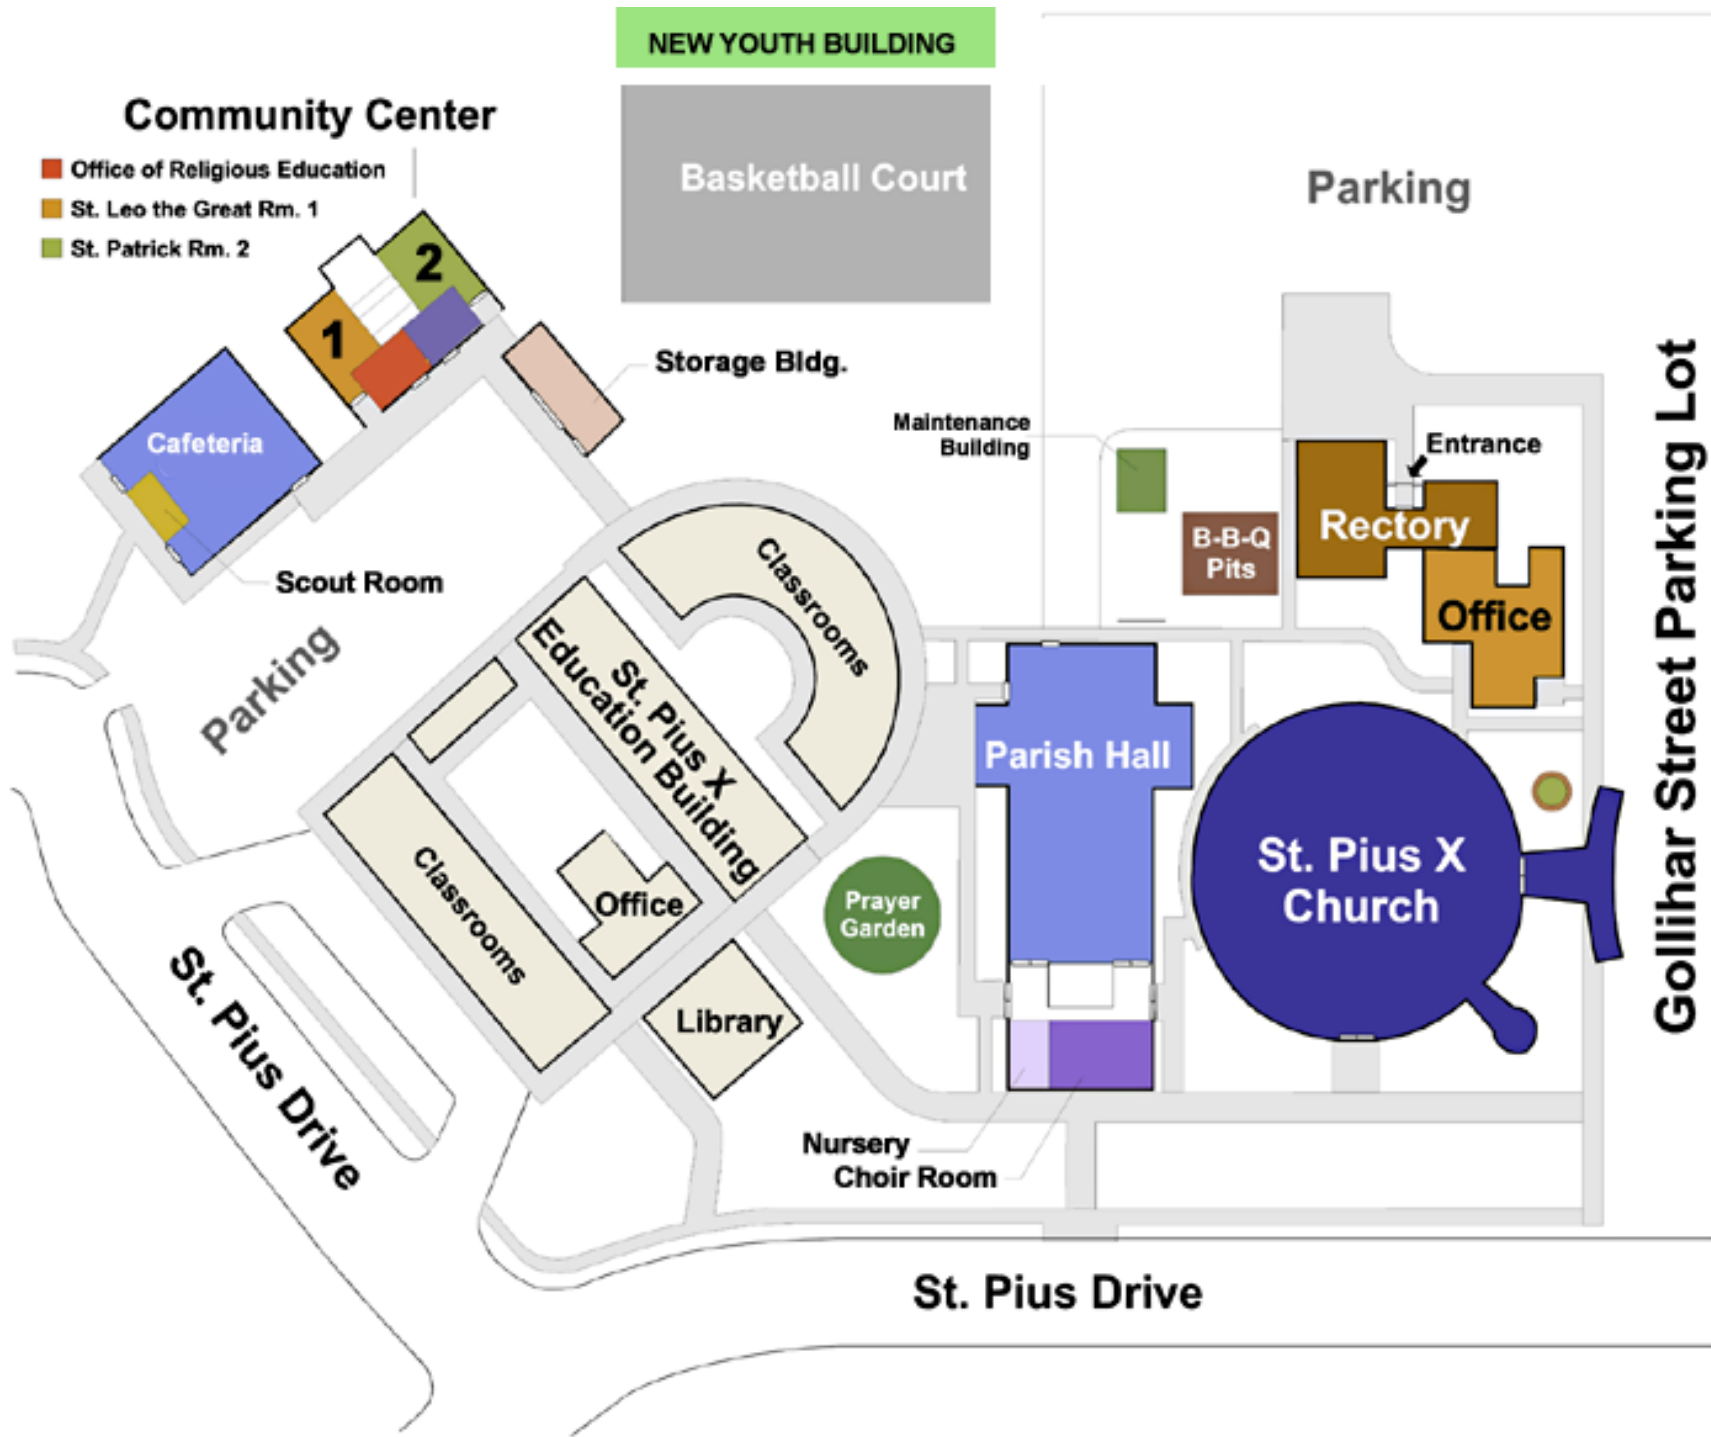 NEW YOUTH BUILDING
Community Center
Office of Religious Education
St. Leo the Great Rm. 1
St. Patrick Rm. 2
Basketball Court
Parking
2
1
Storage Bldg.
Cafeteria
Scout Room
Maintenance
Building
B-B-Q
Pits
Entrance
Rectory
Office
Gollihar Street Parking Lot
Parking
Classrooms
St. Pius X
Education Building
Classrooms
Office
Library
Prayer
Garden
Parish Hall
St. Pius X
Church
Nursery
Choir Room
St. Pius Drive
St. Pius Drive